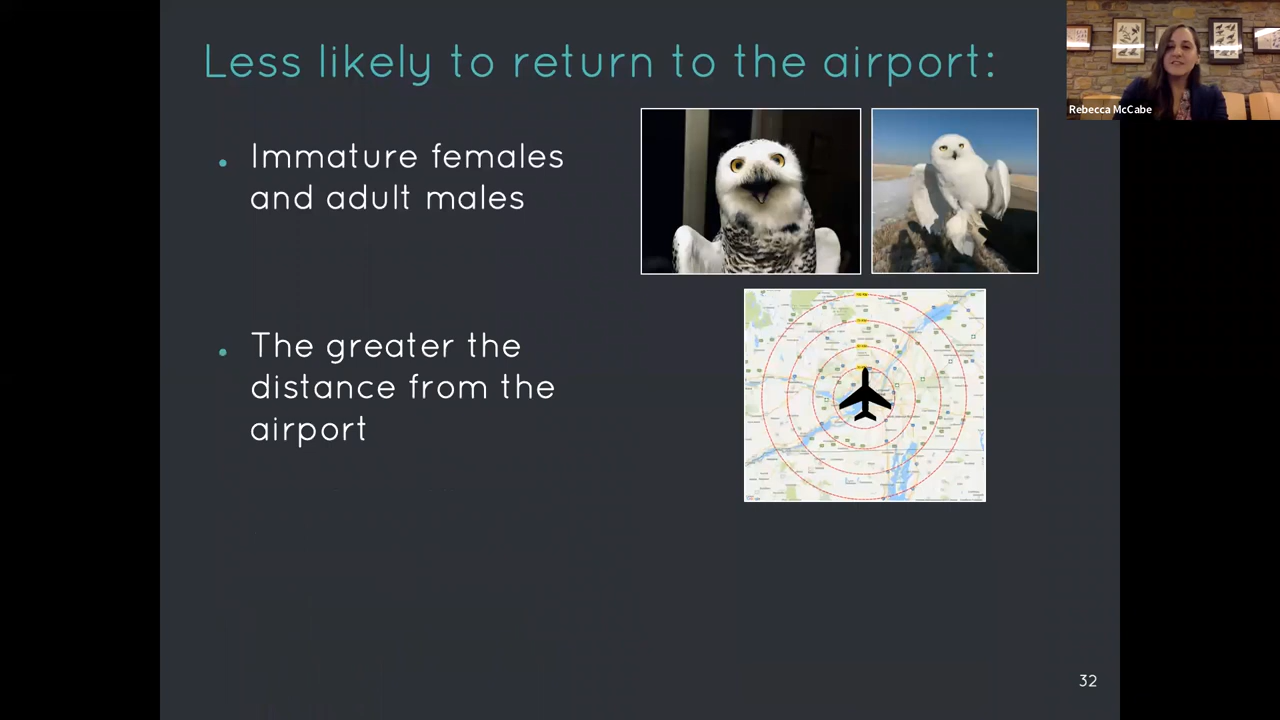 Less likely to return to the airport:
Rebecca McCabe
• Immature females
and adult males
• The greater the
distance from the
airport
32